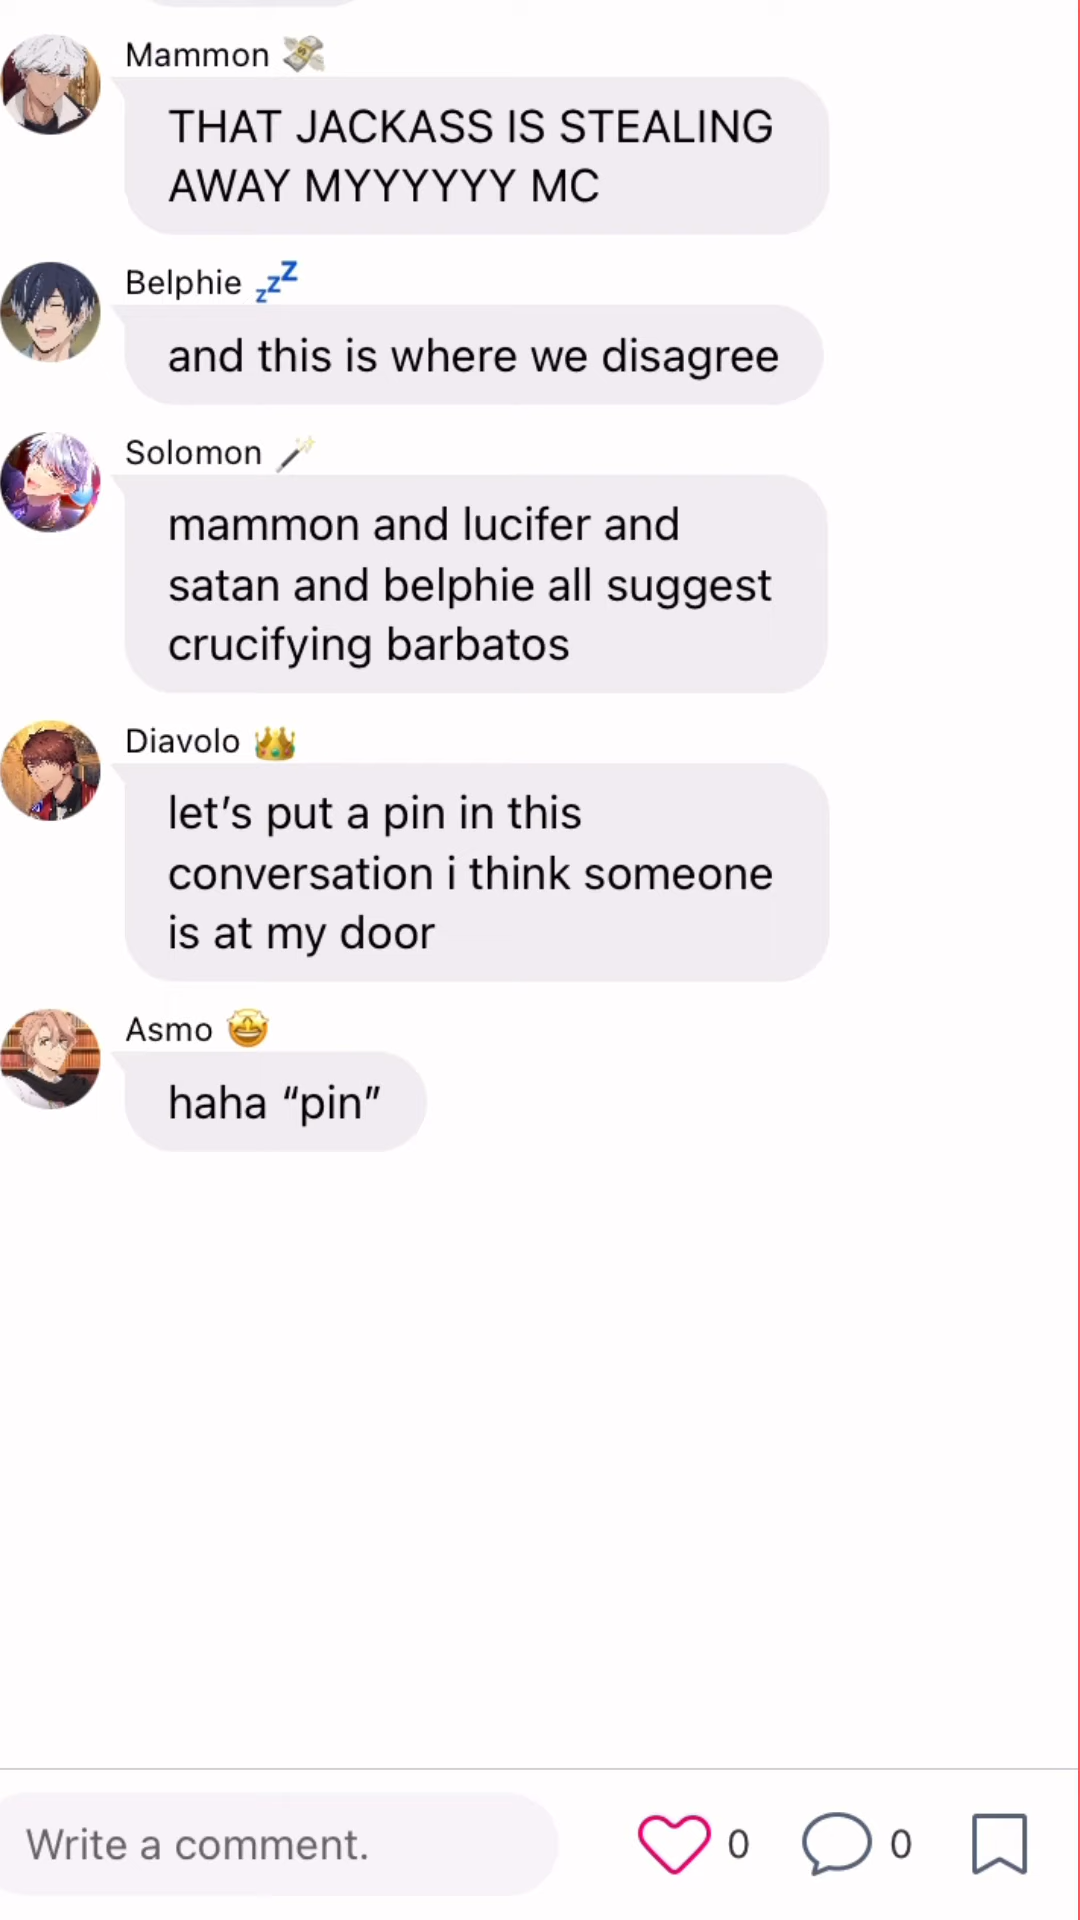 Mammon 💸
THAT JACKASS IS STEALING
AWAY MYYYYYY MC
Belphie 💤
and this is where we disagree
Solomon 🪄
mammon and lucifer and
satan and belphie all suggest
crucifying barbatos
Diavolo 👑
let's put a pin in this
conversation i think someone
is at my door
Asmo 🤩
haha “pin”
Write a comment.
0
0